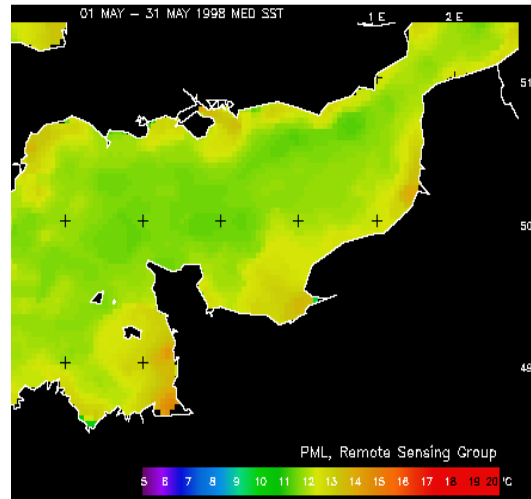 01 MAY – 31 MAY 1998 MED SST
1 E 2 E
51
50
49
PML, Remote Sensing Group
5 6 7 8 9 10 11 12 13 14 15 16 17 18 19 20 °C